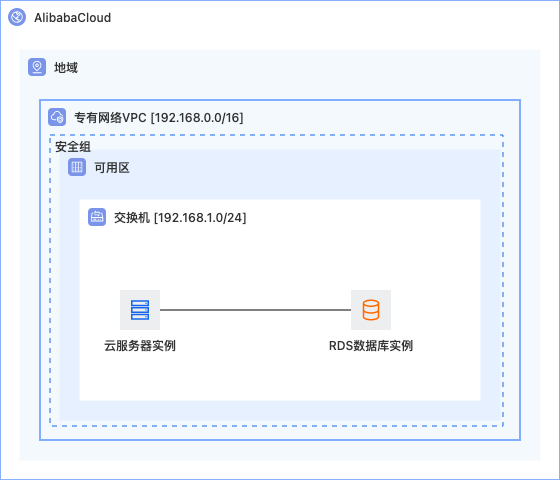 AlibabaCloud
地域
专有网络VPC [192.168.0.0/16]
安全组
可用区
交换机 [192.168.1.0/24]
云服务器实例
RDS数据库实例